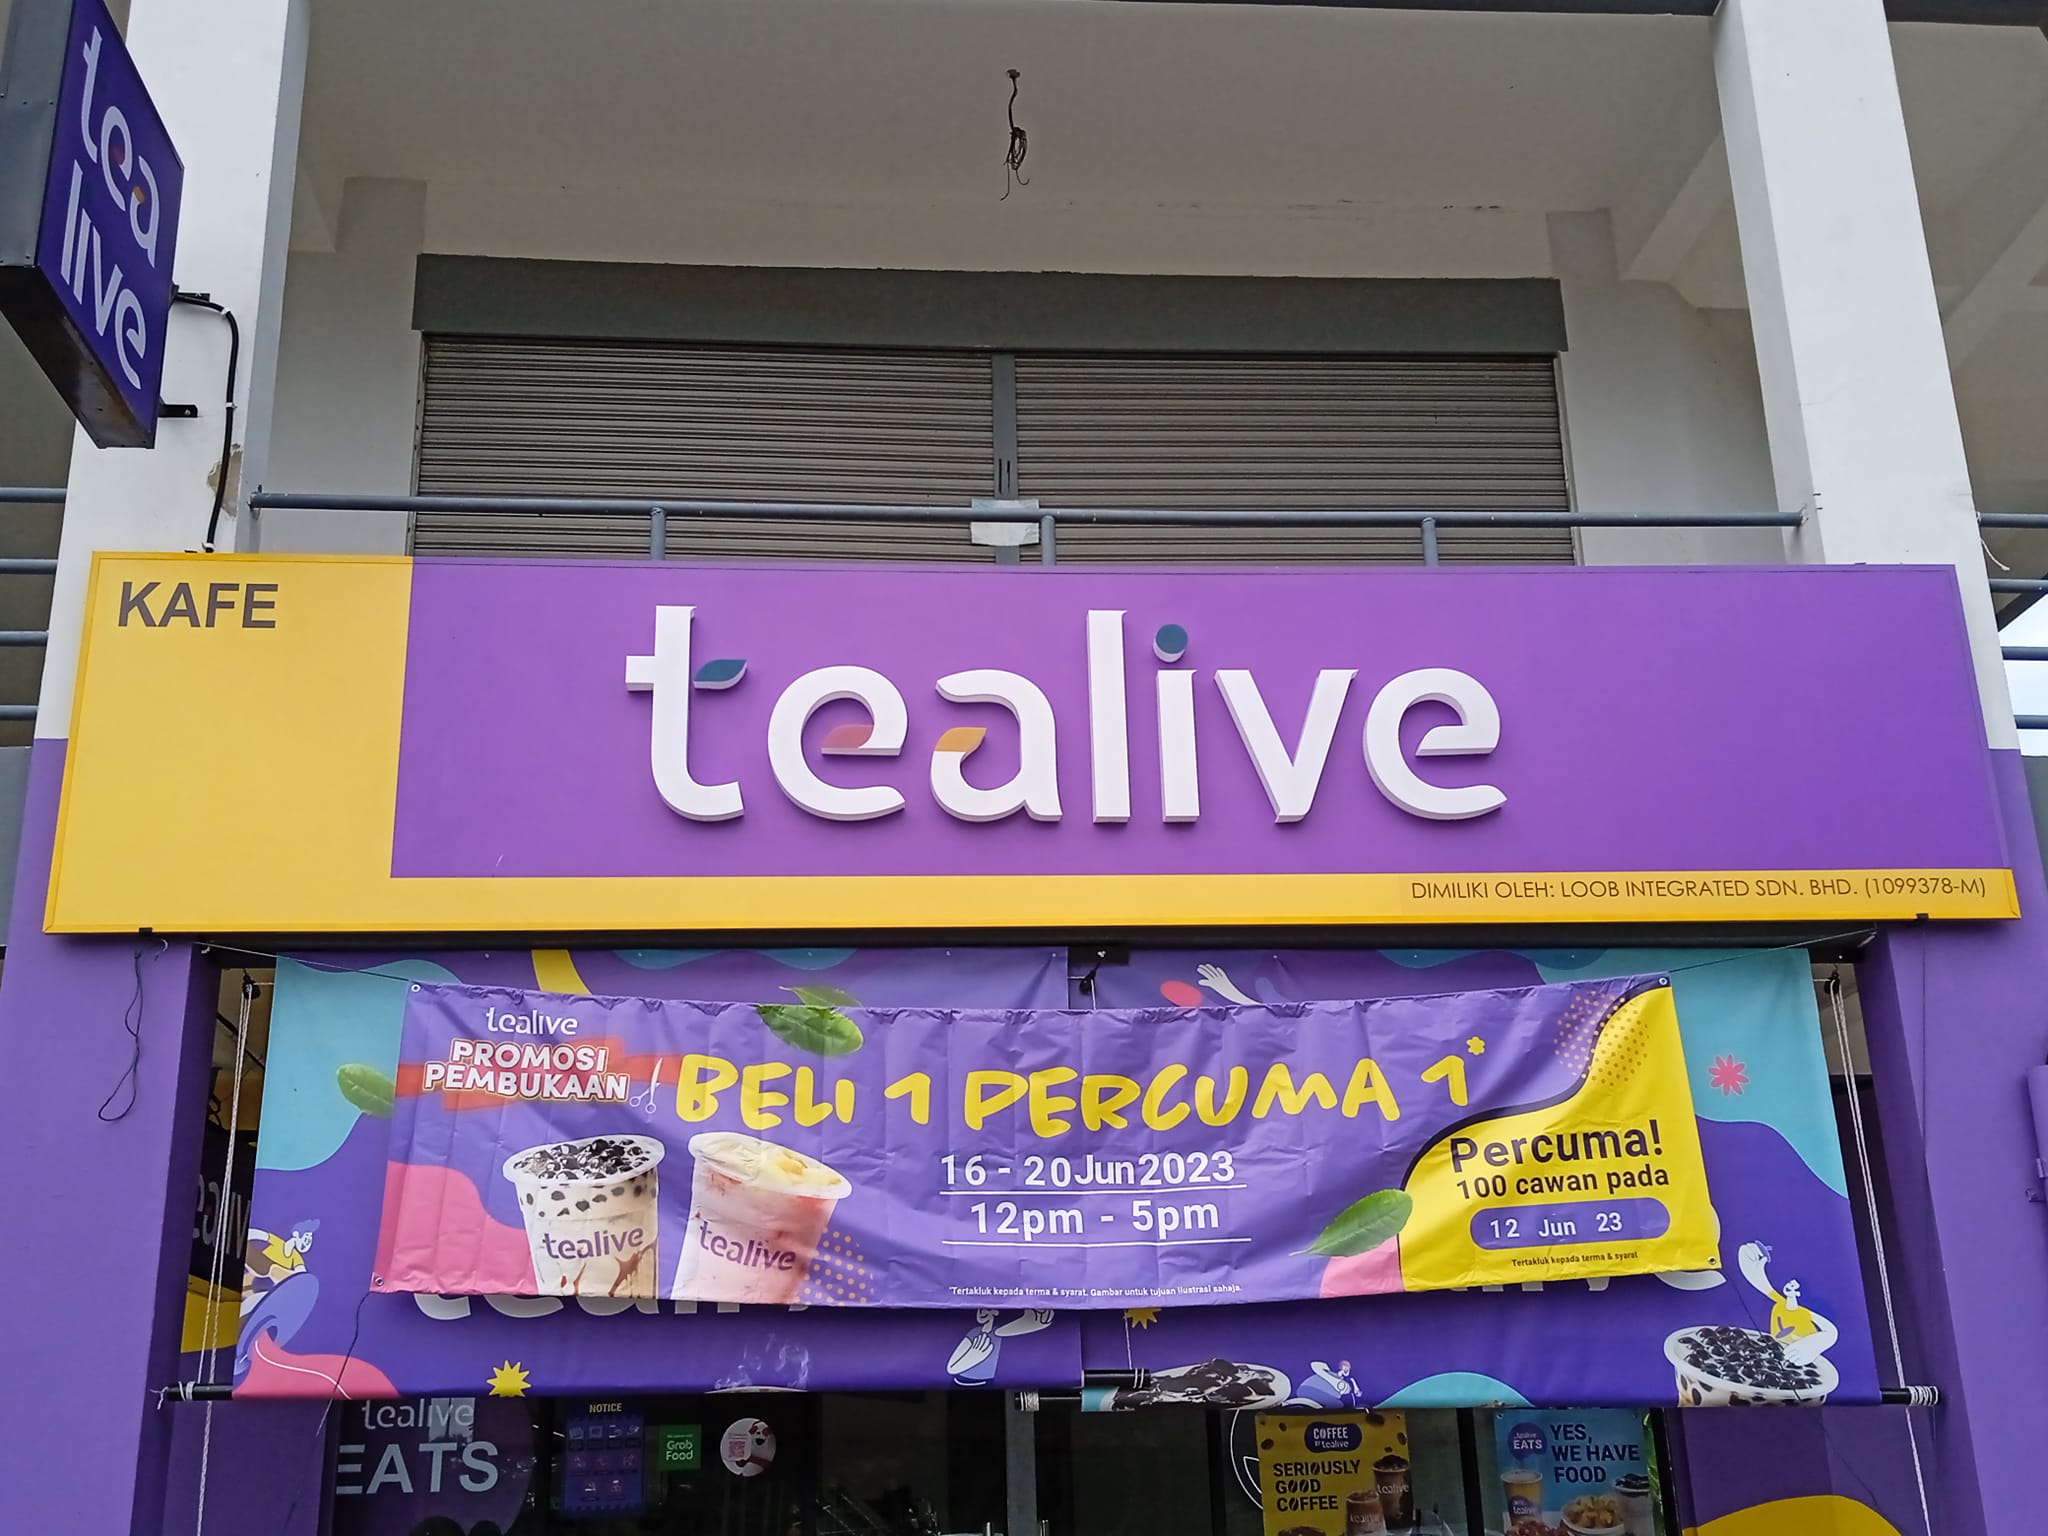 tea
live
KAFE
tealive
DIMILIKI OLEH: LOOB INTEGRATED SDN. BHD. (1099378-M)
tealive
PROMOSI
PEMBUKAAN
BELI 1 PERCUMA 1*
16 - 20 Jun 2023
12pm - 5pm
*Tertakluk kepada terma & syarat. Gambar untuk tujuan ilustrasi sahaja.
Percuma!
100 cawan pada
12 Jun 23
Tertakluk kepada terma & syarat
tealive
tealive
tealive
EATS
NOTICE
Grab
Food
COFFEE
tealive
SERIOUSLY
GOOD
COFFEE
tealive
EATS
YES,
WE HAVE
FOOD